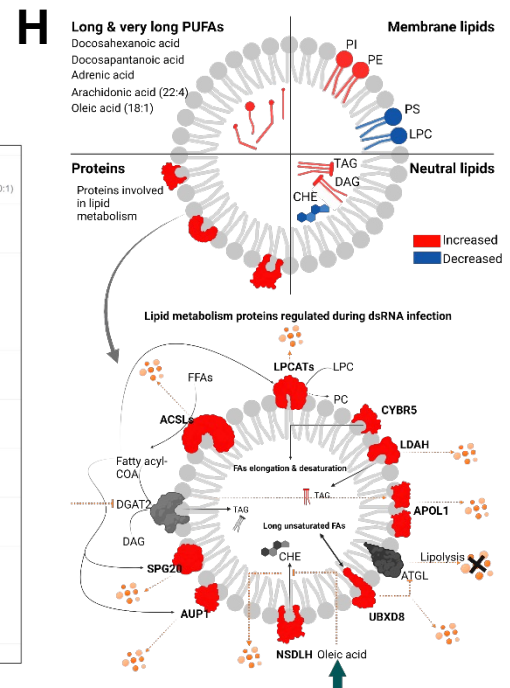 H
Long & very long PUFAs
Docosahexanoic acid
Docosapantanoic acid
Adrenic acid
Arachidonic acid (22:4)
Oleic acid (18:1)
Membrane lipids
PI
PE
PS
LPC
0:1)
Proteins
Proteins involved
in lipid
metabolism
Neutral lipids
TAG
DAG
CHE
Increased
Decreased
Lipid metabolism proteins regulated during dsRNA infection
LPCATs
LPC
PC
FFAs
ACSLs
CYBR5
LDAH
FAs elongation & desaturation
Fatty acyl-
COA
TAG
APOL1
DGAT2
TAG
Long unsaturated FAs
DAG
CHE
Lipolysis
ATGL
SPG20
AUP1
UBXD8
NSDLH
Oleic acid